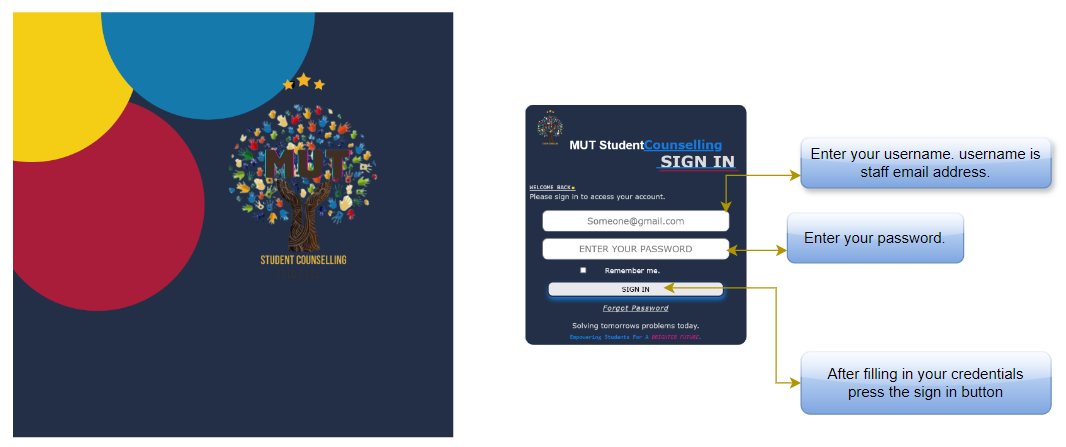 MUT
STUDENT COUNSELLING
MUT StudentCounselling
SIGN IN
WELCOME BACK
Please sign in to access your account.
Someone@gmail.com
ENTER YOUR PASSWORD
Remember me.
SIGN IN
Forgot Password
Solving tomorrows problems today.
Empowering Students For A BRIGHTER FUTURE.
Enter your username. username is
staff email address.
Enter your password.
After filling in your credentials
press the sign in button